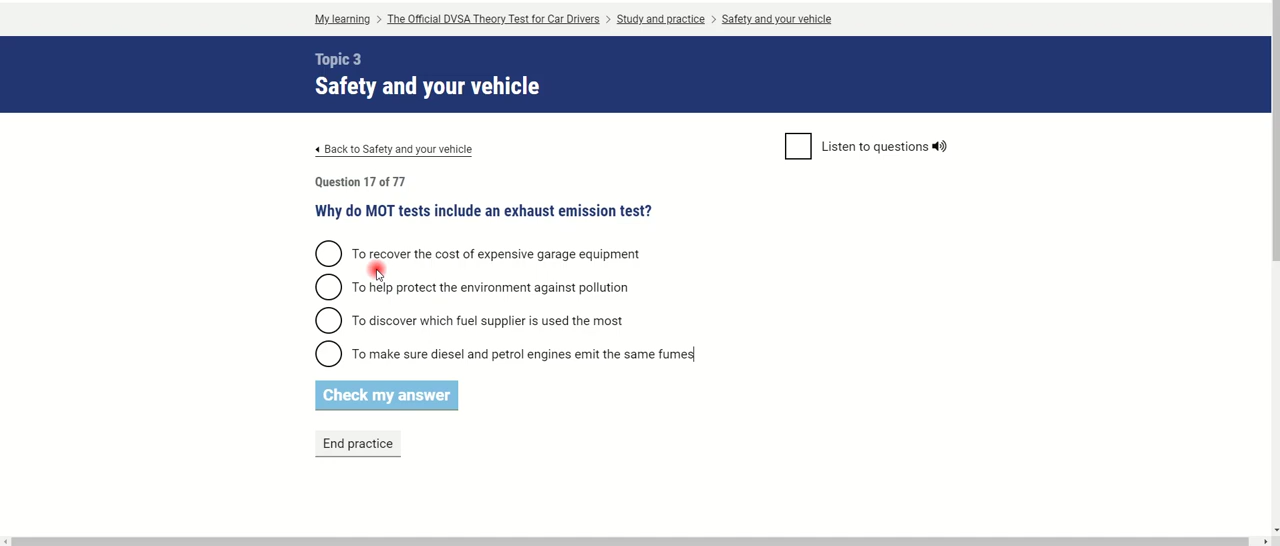 My learning > The Official DVSA Theory Test for Car Drivers > Study and practice > Safety and your vehicle
Topic 3
Safety and your vehicle
Back to Safety and your vehicle
Listen to questions
Question 17 of 77
Why do MOT tests include an exhaust emission test?
To recover the cost of expensive garage equipment
To help protect the environment against pollution
To discover which fuel supplier is used the most
To make sure diesel and petrol engines emit the same fumes
Check my answer
End practice